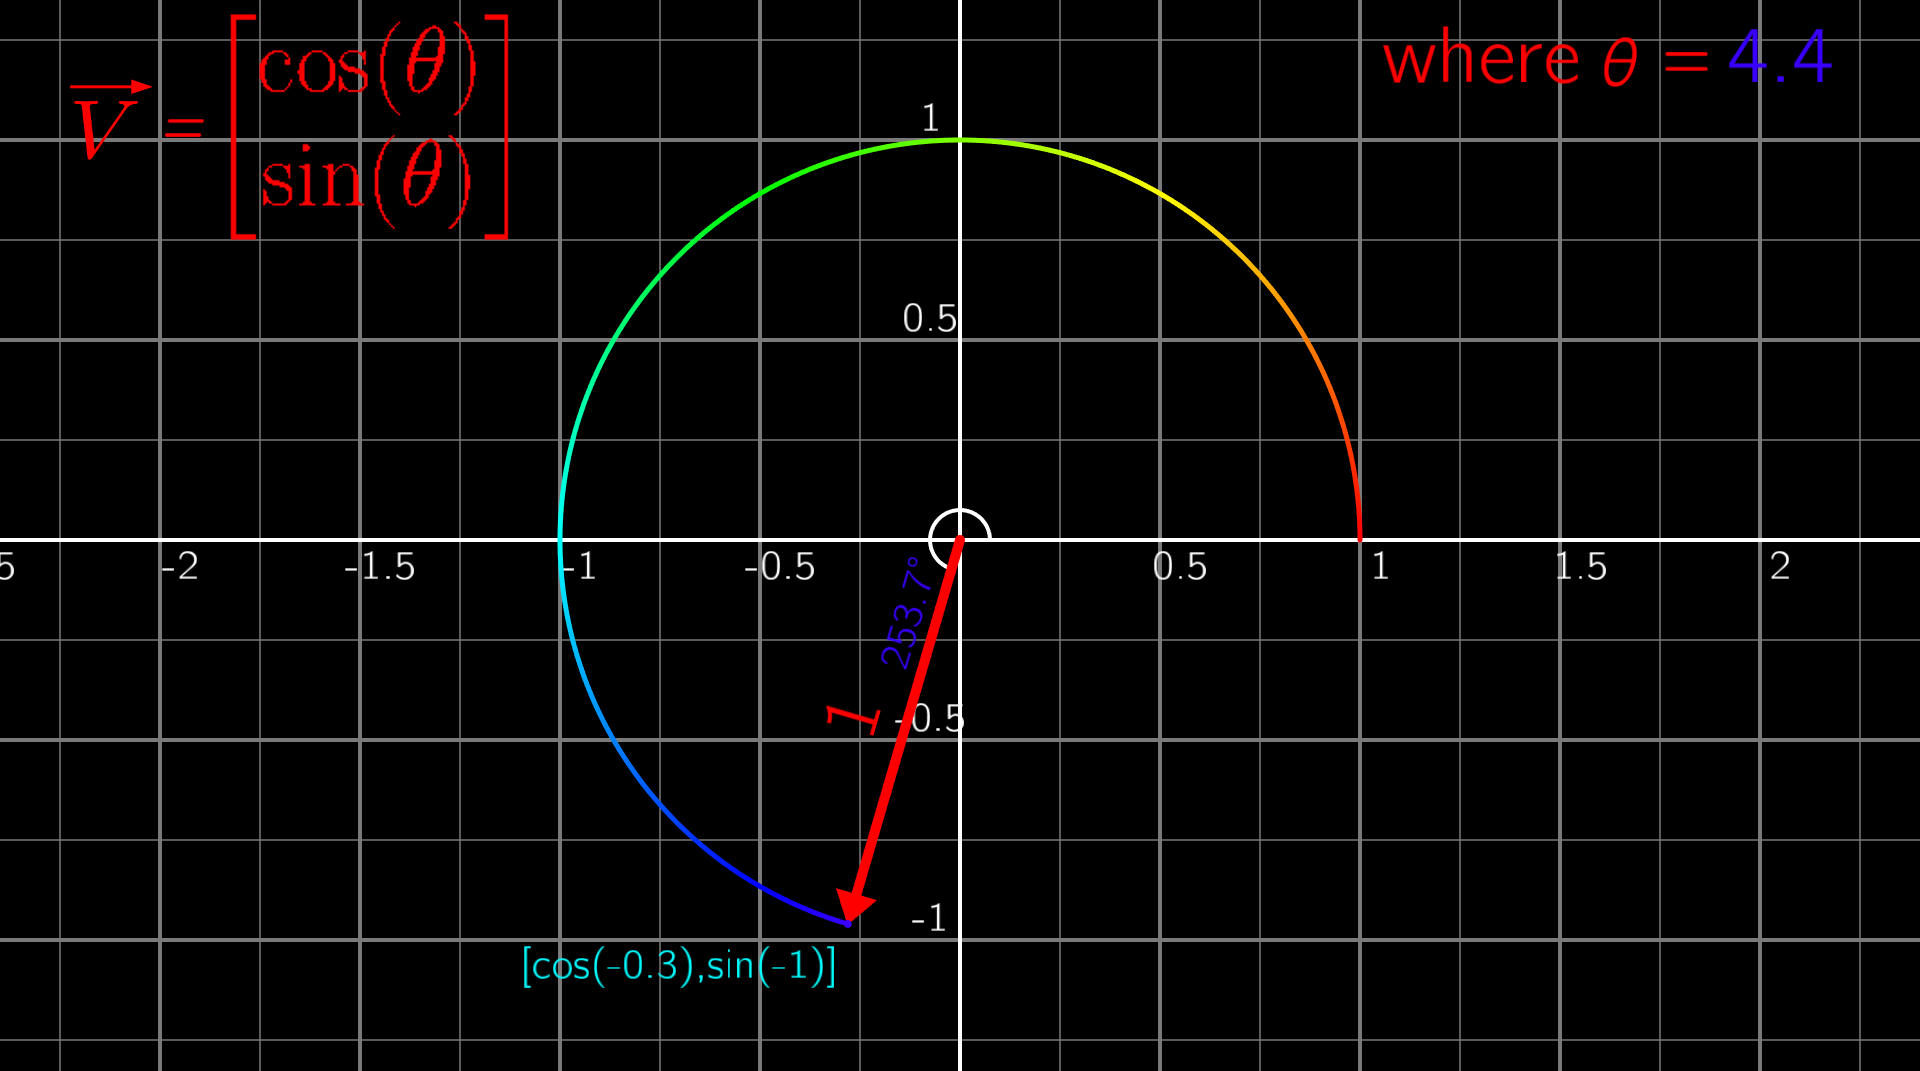 V = [cos(θ) sin(θ)]
where θ = 4.4
1
0.5
5 -2 -1.5 -1 -0.5 0.5 1 1.5 2
253.7°
1
-0.5
-1
[cos(-0.3),sin(-1)]